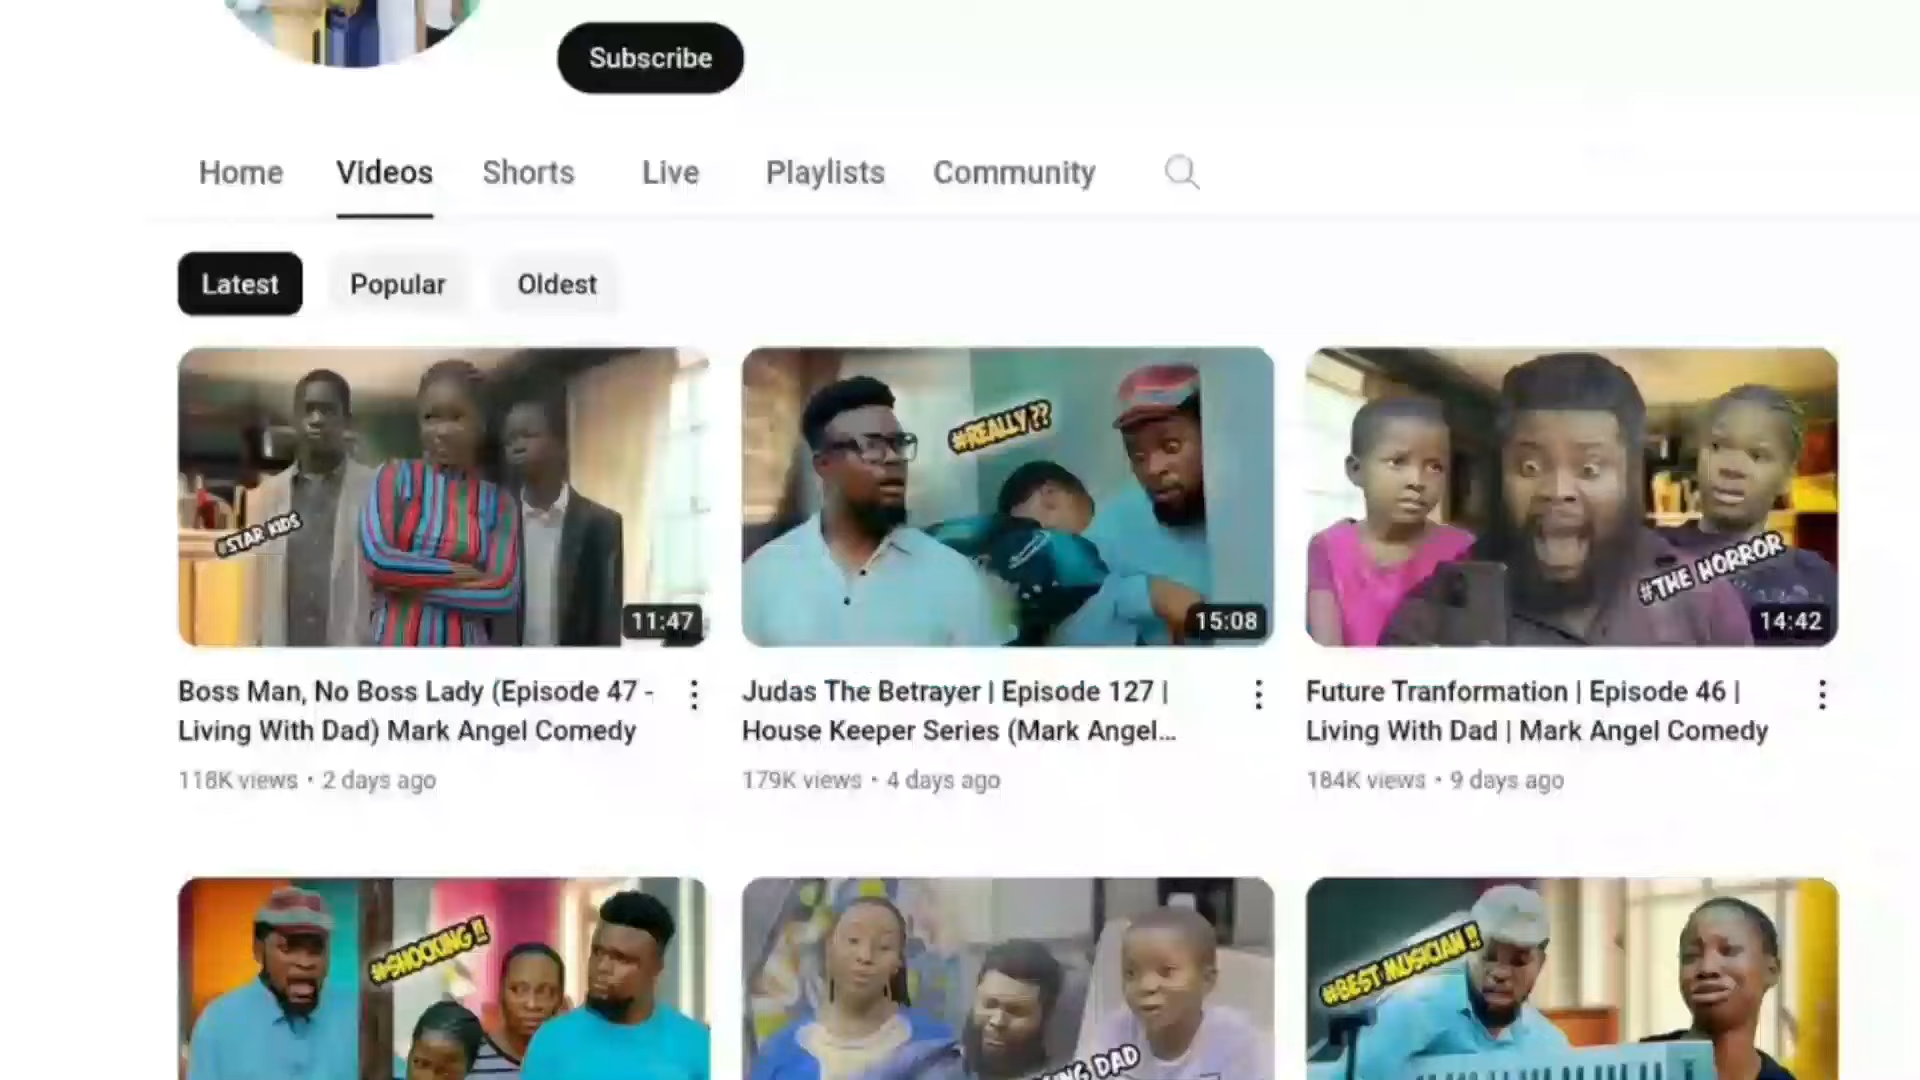 Subscribe
Home Videos Shorts Live Playlists Community
Latest Popular Oldest
#STAR KIDS
11:47
#REALLY??
15:08
#THE HORROR
14:42
Boss Man, No Boss Lady (Episode 47 -
Living With Dad) Mark Angel Comedy
118K views • 2 days ago
Judas The Betrayer | Episode 127 |
House Keeper Series (Mark Angel...
179K views • 4 days ago
Future Tranformation | Episode 46 |
Living With Dad | Mark Angel Comedy
184K views • 9 days ago
#SHOCKING!!
DAD
#BEST MUSICIAN!!